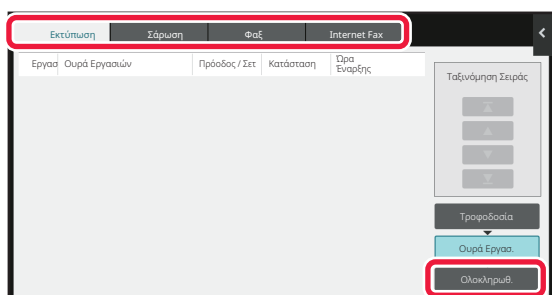 Εκτύπωση Σάρωση Φαξ Internet Fax
Εργασ Ουρά Εργασιών Πρόοδος / Σετ Κατάσταση Ώρα Έναρξης
Ταξινόμηση Σειράς
Τροφοδοσία
Ουρά Εργασ.
Ολοκληρωθ.